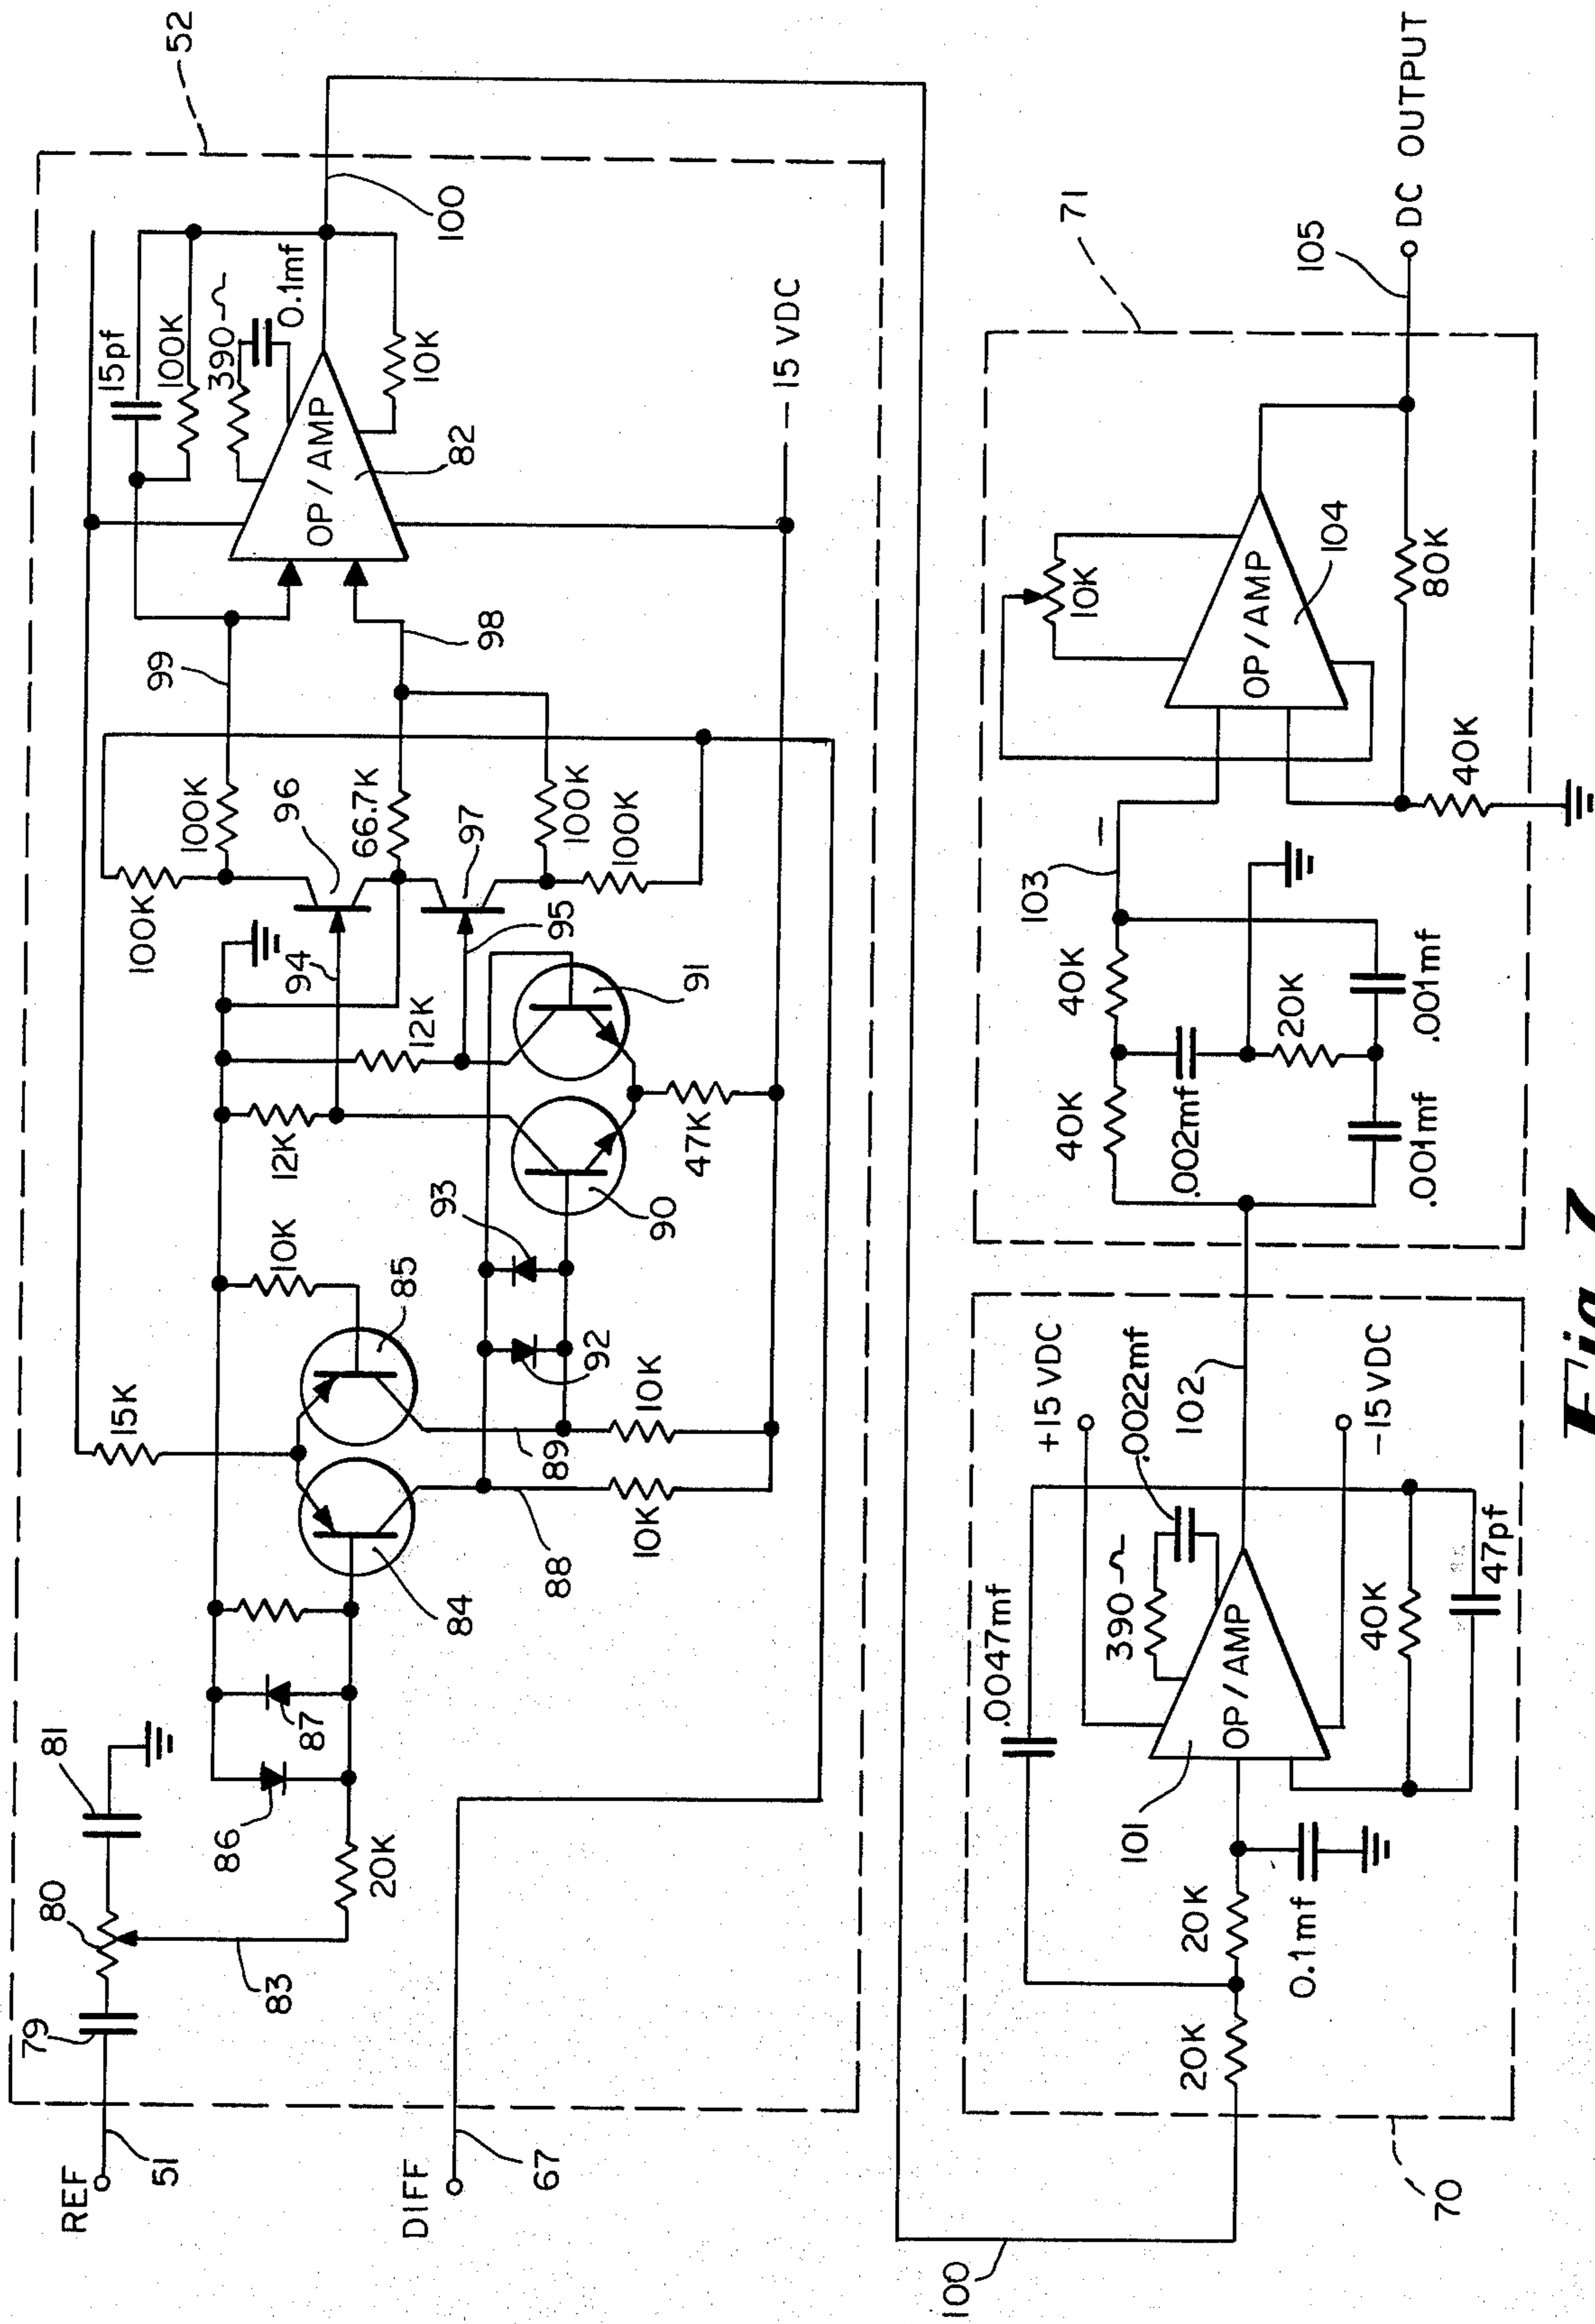 REF
51
79
80
81
83
20K
86
87
84
15K
85
10K
88
89
10K
10K
92
93
90
91
12K
12K
47K
94
95
100K
100K
96
66.7K
97
100K
100K
99
98
15pf
100K
390
0.1mf
OP/AMP
82
10K
100
52
15 VDC
DIFF
67
100
70
20K
20K
0.1mf
.0047mf
101
OP/AMP
390
.0022mf
+15 VDC
-15 VDC
40K
47pf
102
71
40K
40K
.002mf
20K
.001mf
.001mf
103
40K
10K
OP/AMP
104
80K
105
DC OUTPUT